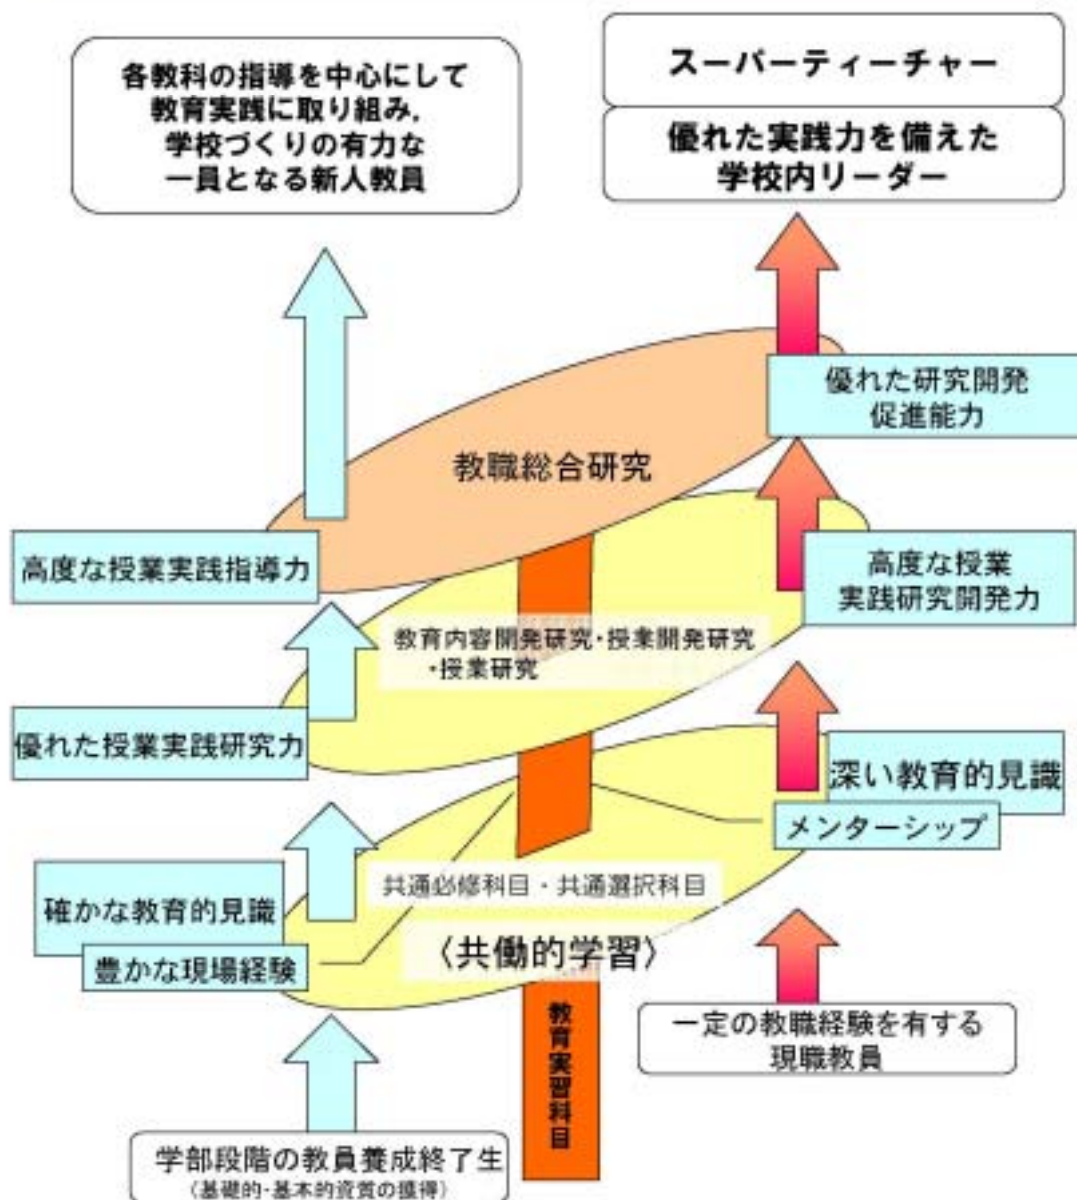 各教科の指導を中心にして
教育実践に取り組み,
学校づくりの有力な
一員となる新人教員
スーパーティーチャー
優れた実践力を備えた
学校内リーダー
優れた研究開発
促進能力
教職総合研究
高度な授業実践指導力
高度な授業
実践研究開発力
教育内容開発研究・授業開発研究
・授業研究
優れた授業実践研究力
深い教育的見識
メンターシップ
共通必修科目・共通選択科目
確かな教育的見識
豊かな現場経験
〈共働的学習〉
教育実習科目
一定の教職経験を有する
現職教員
学部段階の教員養成終了生
(基礎的・基本的資質の獲得)